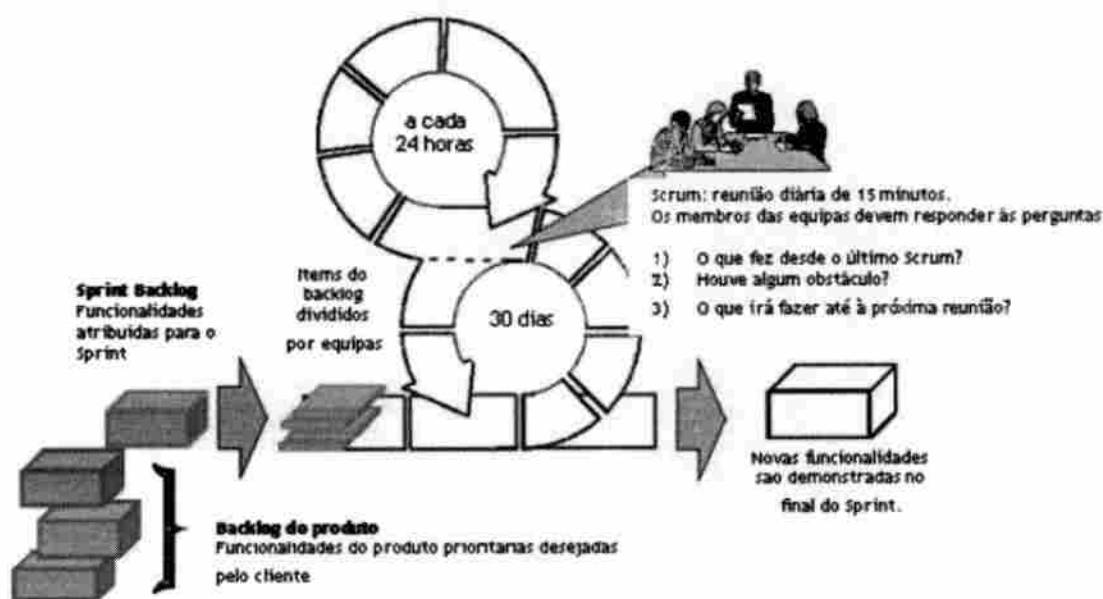 a cada
24 horas
Scrum: reunião diária de 15 minutos.
Os membros das equipas devem responder às perguntas
1) O que fez desde o último Scrum?
2) Houve algum obstáculo?
3) O que irá fazer até à próxima reunião?
Sprint Backlog
Funcionalidades
atribuídas para o
Sprint
Items do
backlog
divididos
por equipas
30 dias
Novas funcionalidades
sao demonstradas no
final do Sprint.
Backlog do produto
Funcionalidades do produto prioritárias desejadas
pelo cliente